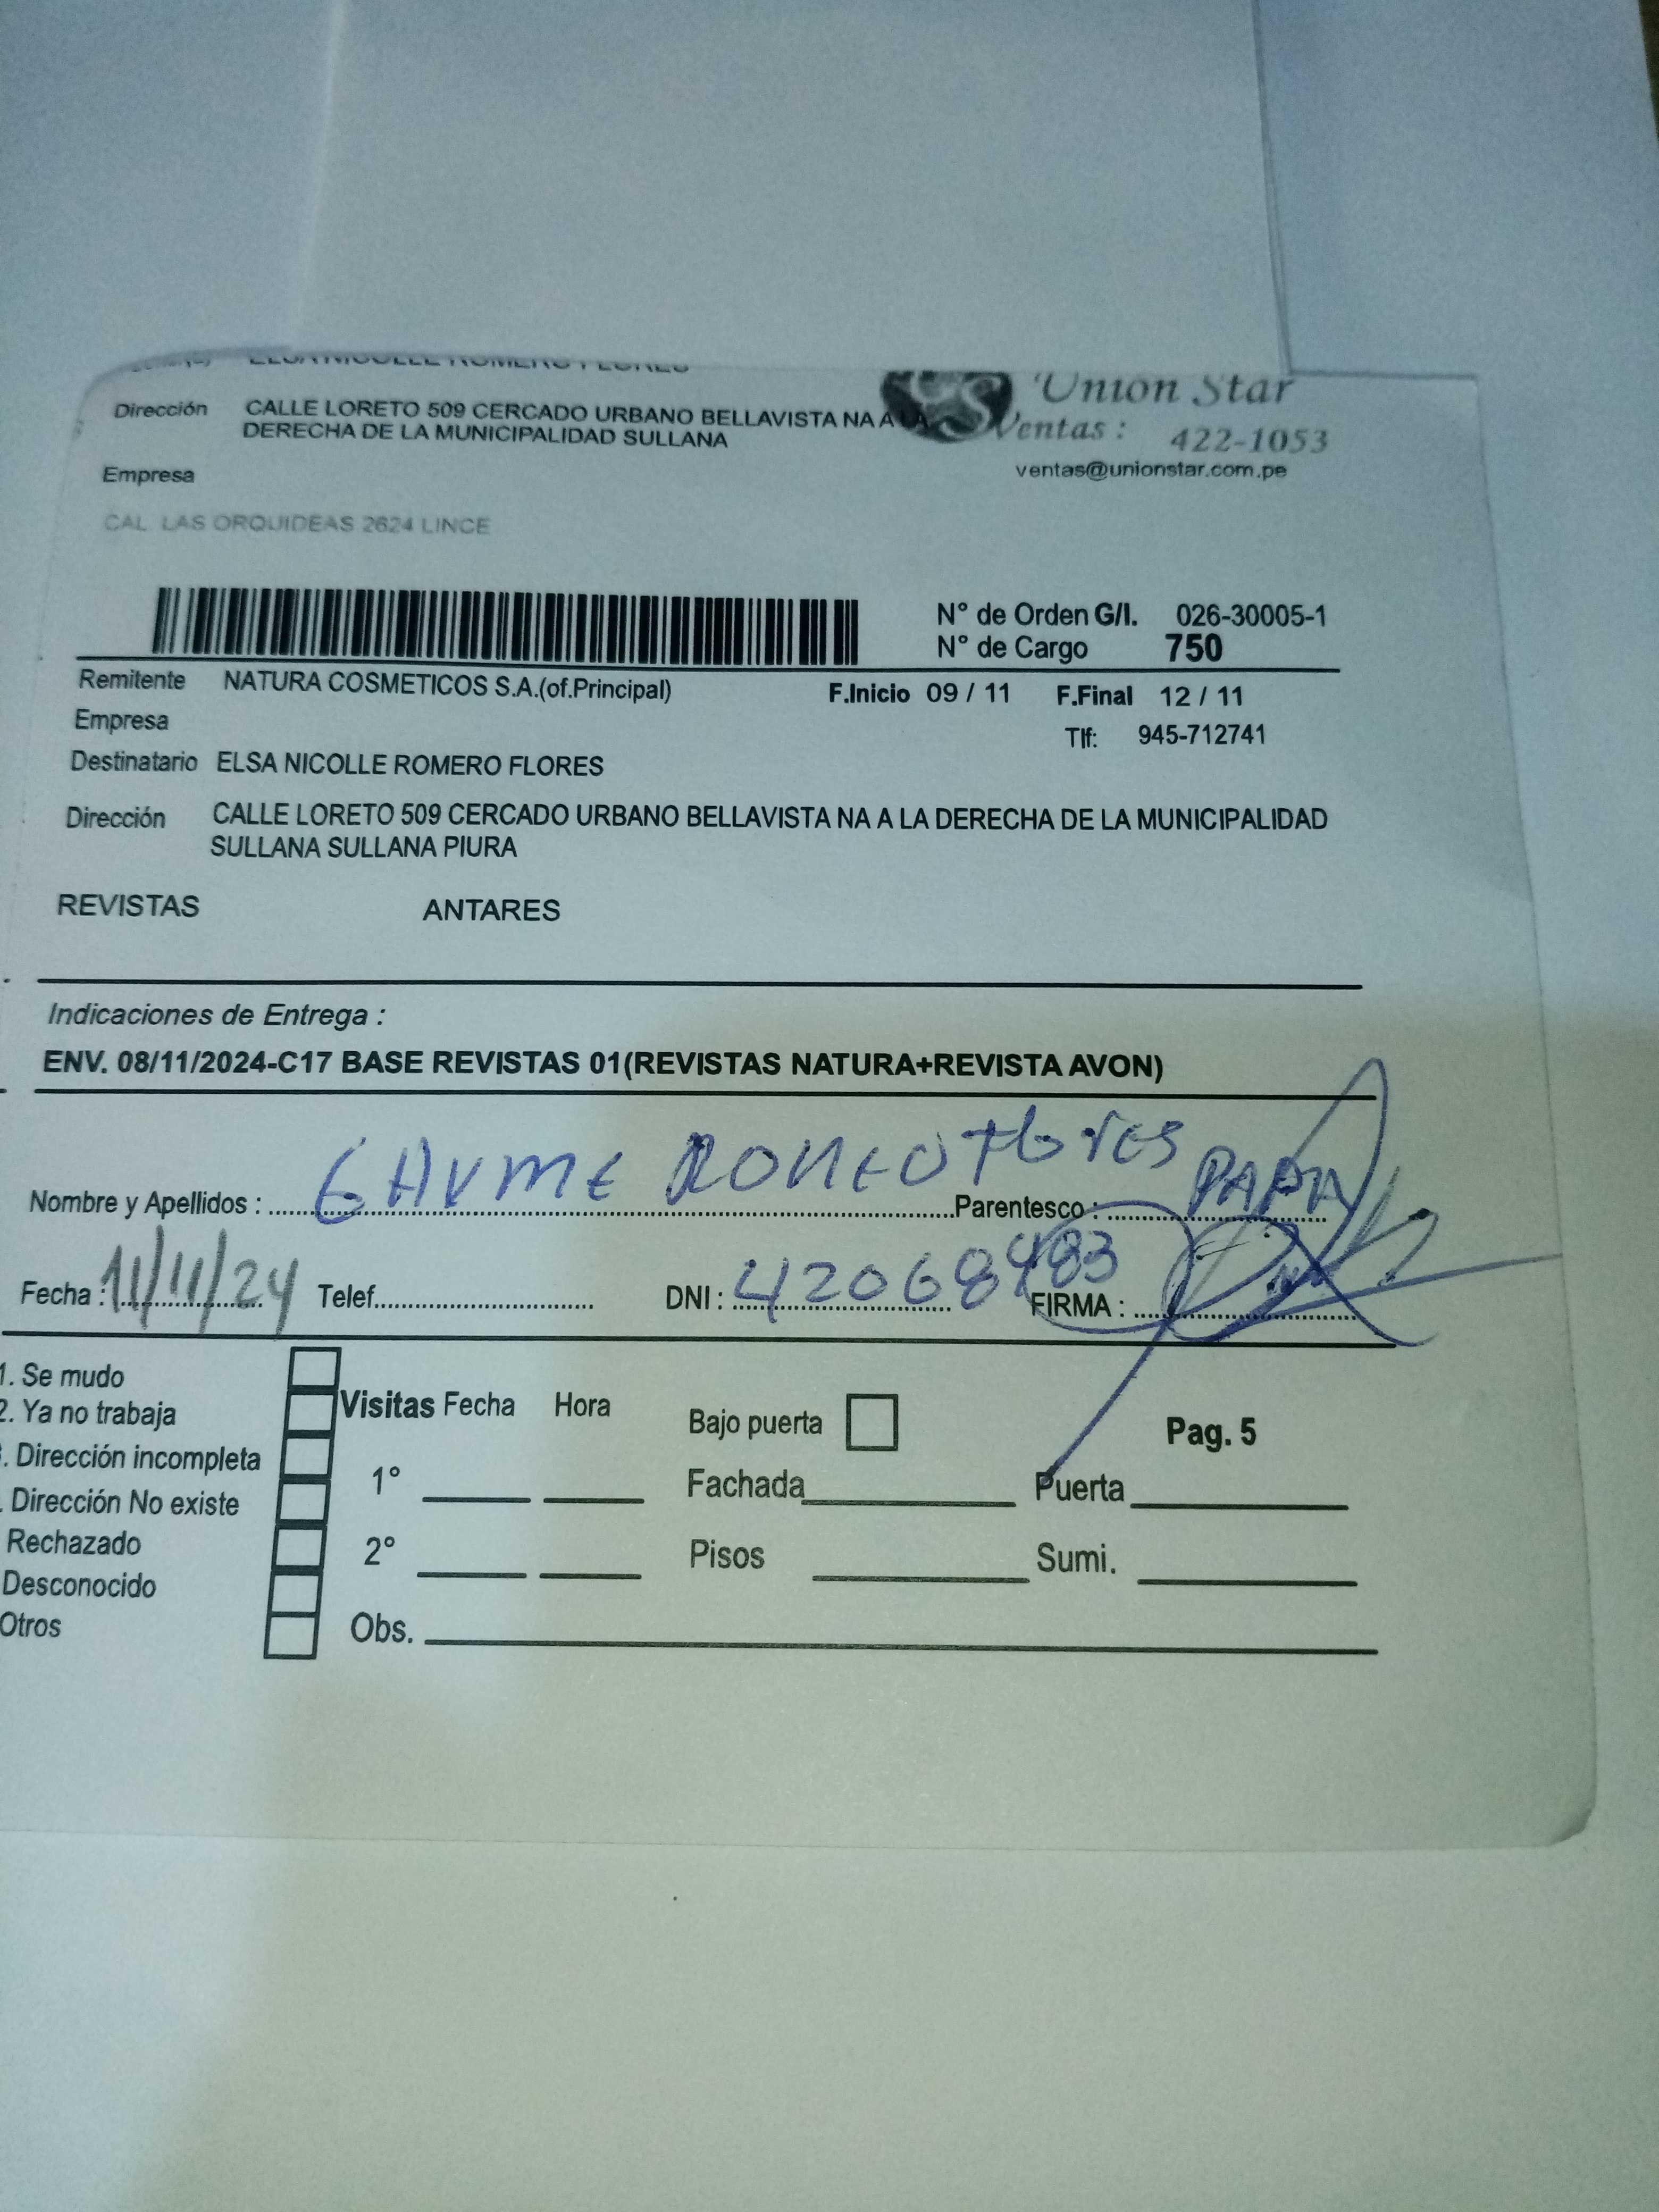 ELSA NICOLLE ROMERO FLORES
Dirección CALLE LORETO 509 CERCADO URBANO BELLAVISTA NA A LA
DERECHA DE LA MUNICIPALIDAD SULLANA
Union Star
Ventas : 422-1053
ventas@unionstar.com.pe
Empresa
CAL. LAS ORQUIDEAS 2624 LINCE
N° de Orden G/I. 026-30005-1
N° de Cargo 750
Remitente NATURA COSMETICOS S.A.(of.Principal) F.Inicio 09 / 11 F.Final 12 / 11
Empresa Tlf: 945-712741
Destinatario ELSA NICOLLE ROMERO FLORES
Dirección CALLE LORETO 509 CERCADO URBANO BELLAVISTA NA A LA DERECHA DE LA MUNICIPALIDAD
SULLANA SULLANA PIURA
REVISTAS ANTARES
Indicaciones de Entrega :
ENV. 08/11/2024-C17 BASE REVISTAS 01(REVISTAS NATURA+REVISTA AVON)
Nombre y Apellidos : Flores Parentesco : PAPA
Fecha : 11/11/24 Telef. DNI : 42068483 FIRMA :
1. Se mudo
2. Ya no trabaja
. Dirección incompleta
. Dirección No existe
Rechazado
Desconocido
Otros
Visitas Fecha Hora
1°
2°
Obs.
Bajo puerta Pag. 5
Fachada Puerta
Pisos Sumi.